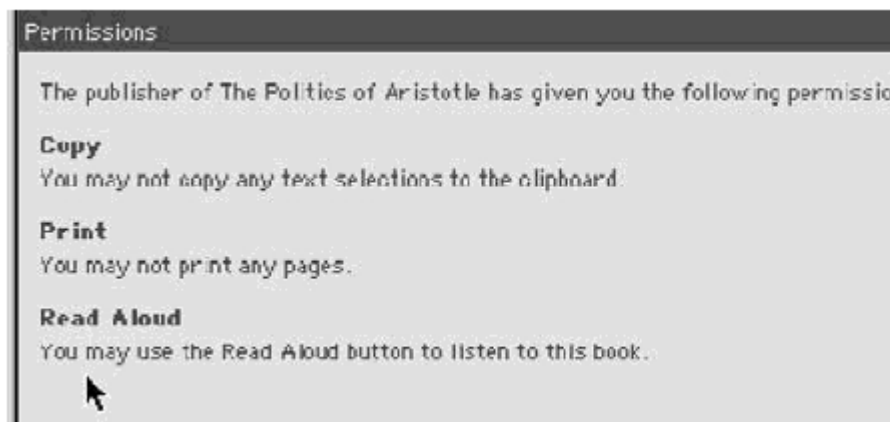 Permissions
The publisher of The Politics of Aristotle has given you the following permissio
Copy
You may not copy any text selections to the clipboard.
Print
You may not print any pages.
Read Aloud
You may use the Read Aloud button to listen to this book.